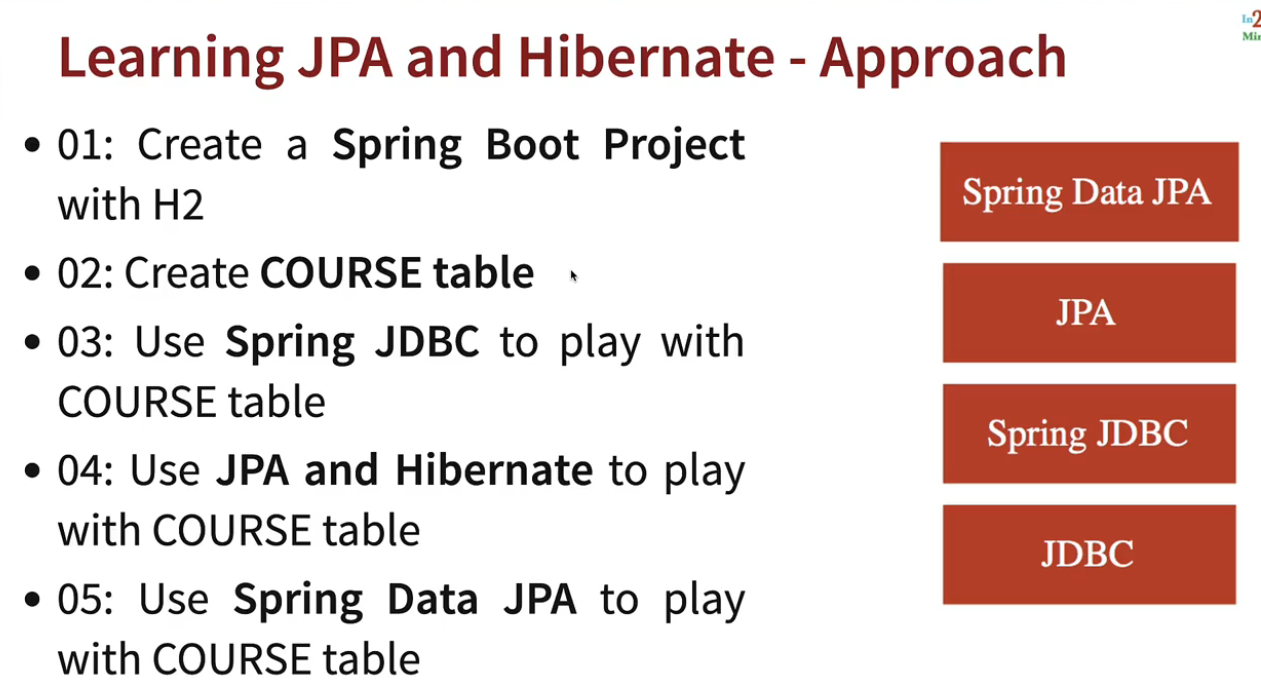 Learning JPA and Hibernate - Approach
• 01: Create a Spring Boot Project
with H2
• 02: Create COURSE table
• 03: Use Spring JDBC to play with
COURSE table
• 04: Use JPA and Hibernate to play
with COURSE table
• 05: Use Spring Data JPA to play
with COURSE table
Spring Data JPA
JPA
Spring JDBC
JDBC
In2